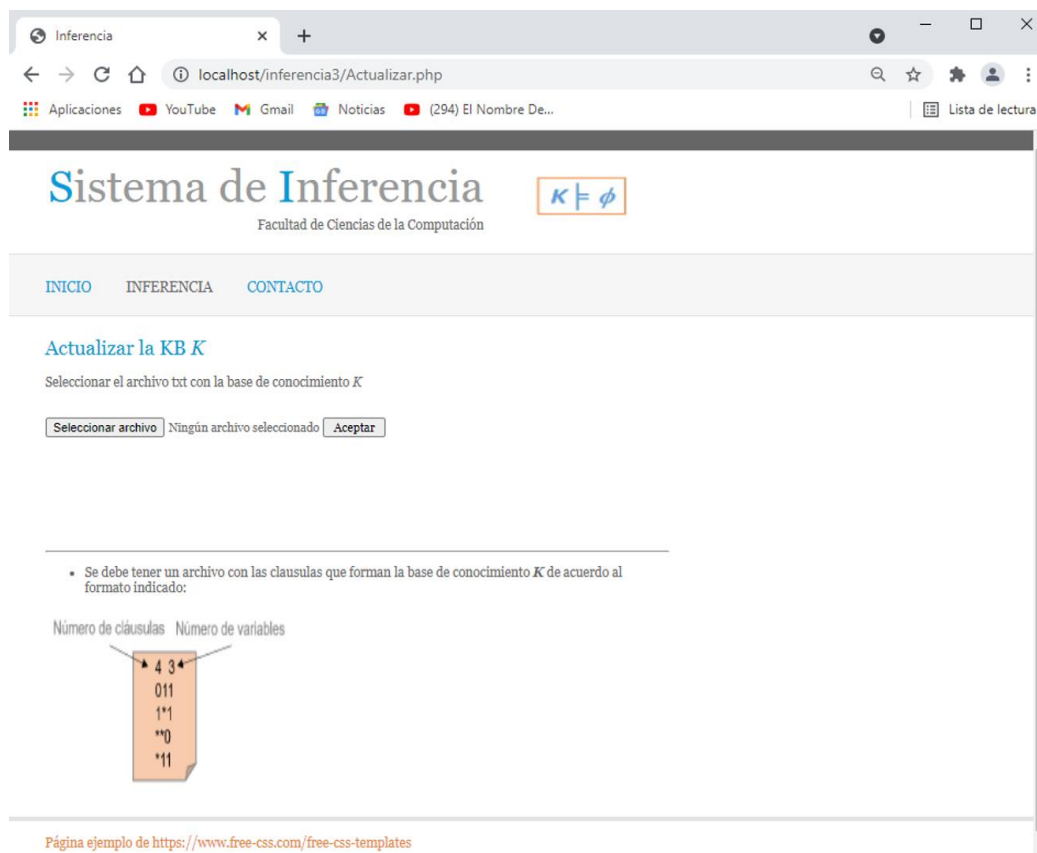 Inferencia
localhost/inferencia3/Actualizar.php
Aplicaciones YouTube Gmail Noticias (294) El Nombre De... Lista de lectura
Sistema de Inferencia
K ⊨ ϕ
Facultad de Ciencias de la Computación
INICIO INFERENCIA CONTACTO
Actualizar la KB K
Seleccionar el archivo txt con la base de conocimiento K
Seleccionar archivo Ningún archivo seleccionado Aceptar
• Se debe tener un archivo con las clausulas que forman la base de conocimiento K de acuerdo al
formato indicado:
Número de cláusulas Número de variables
4 3
011
1*1
**0
*11
Página ejemplo de https://www.free-css.com/free-css-templates